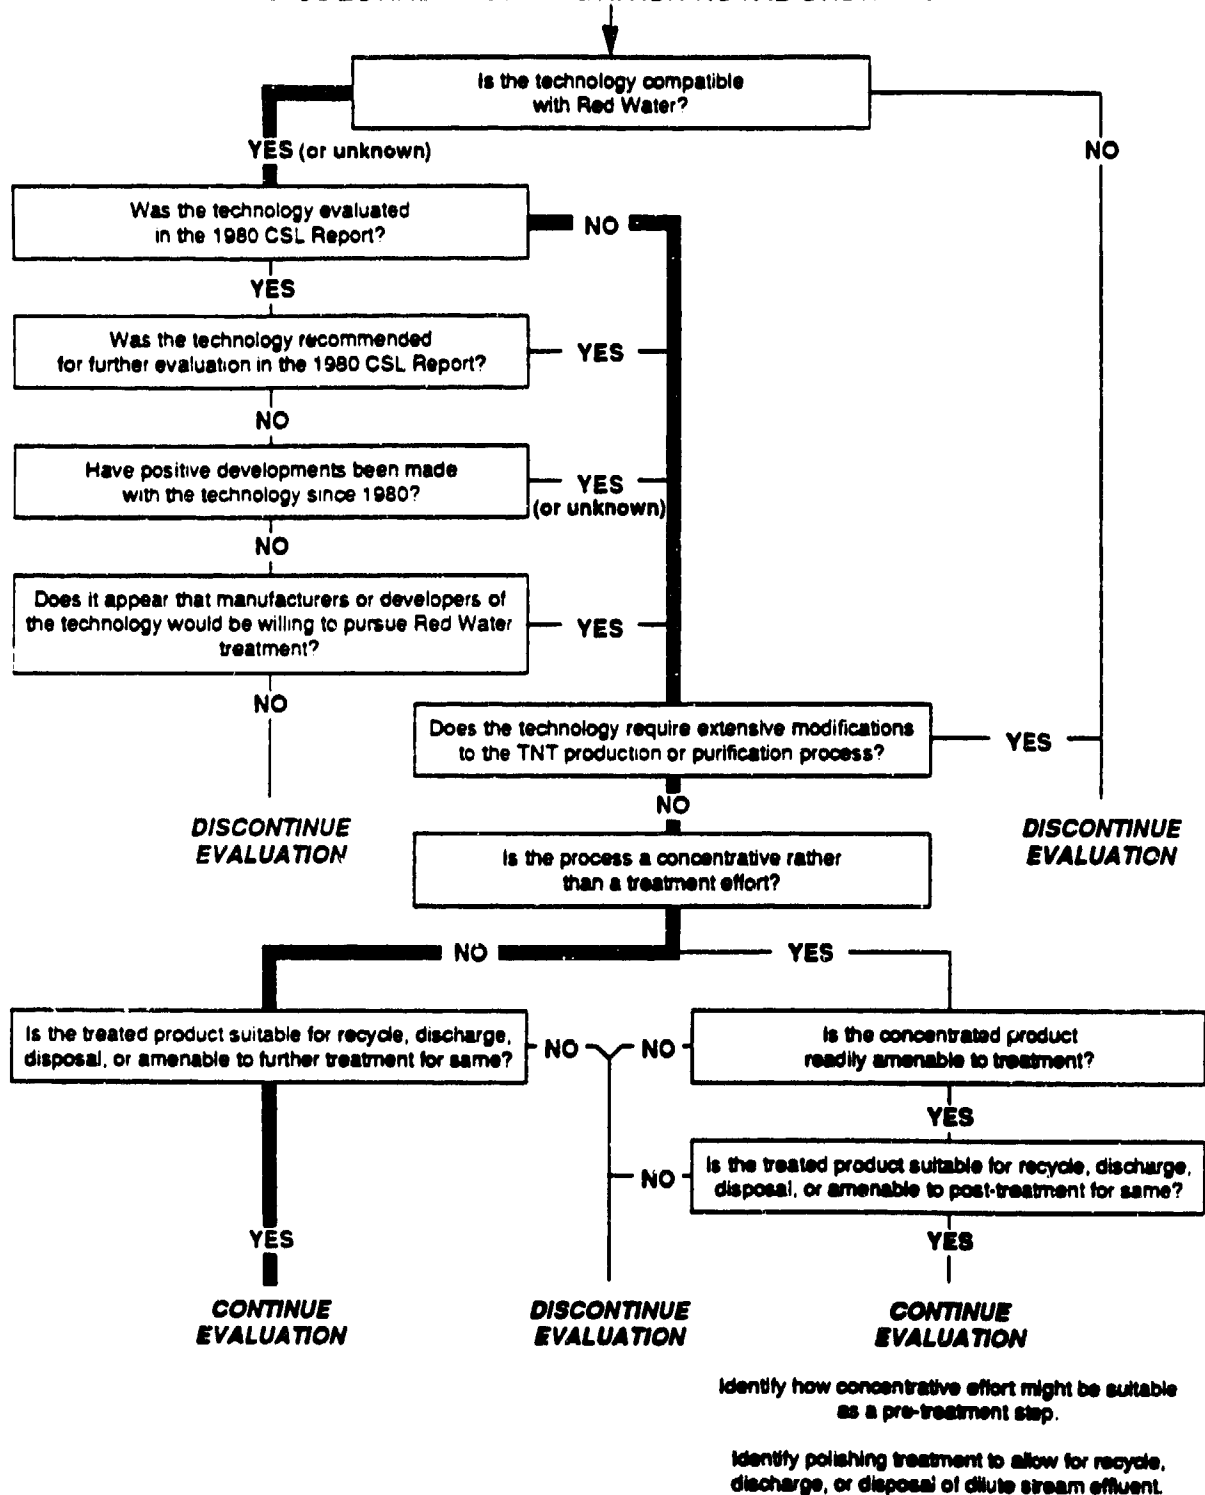 Is the technology compatible
with Red Water?
YES (or unknown)
NO
Was the technology evaluated
in the 1980 CSL Report?
NO
YES
Was the technology recommended
for further evaluation in the 1980 CSL Report?
YES
NO
Have positive developments been made
with the technology since 1980?
YES
(or unknown)
NO
Does it appear that manufacturers or developers of
the technology would be willing to pursue Red Water
treatment?
YES
NO
Does the technology require extensive modifications
to the TNT production or purification process?
YES
NO
DISCONTINUE
EVALUATION
DISCONTINUE
EVALUATION
Is the process a concentrative rather
than a treatment effort?
NO
YES
Is the treated product suitable for recycle, discharge,
disposal, or amenable to further treatment for same?
NO
NO
Is the concentrated product
readily amenable to treatment?
YES
Is the treated product suitable for recycle, discharge,
disposal, or amenable to post-treatment for same?
NO
YES
YES
CONTINUE
EVALUATION
DISCONTINUE
EVALUATION
CONTINUE
EVALUATION
Identify how concentrative effort might be suitable
as a pre-treatment step.
Identify polishing treatment to allow for recycle,
discharge, or disposal of dilute stream effluent.